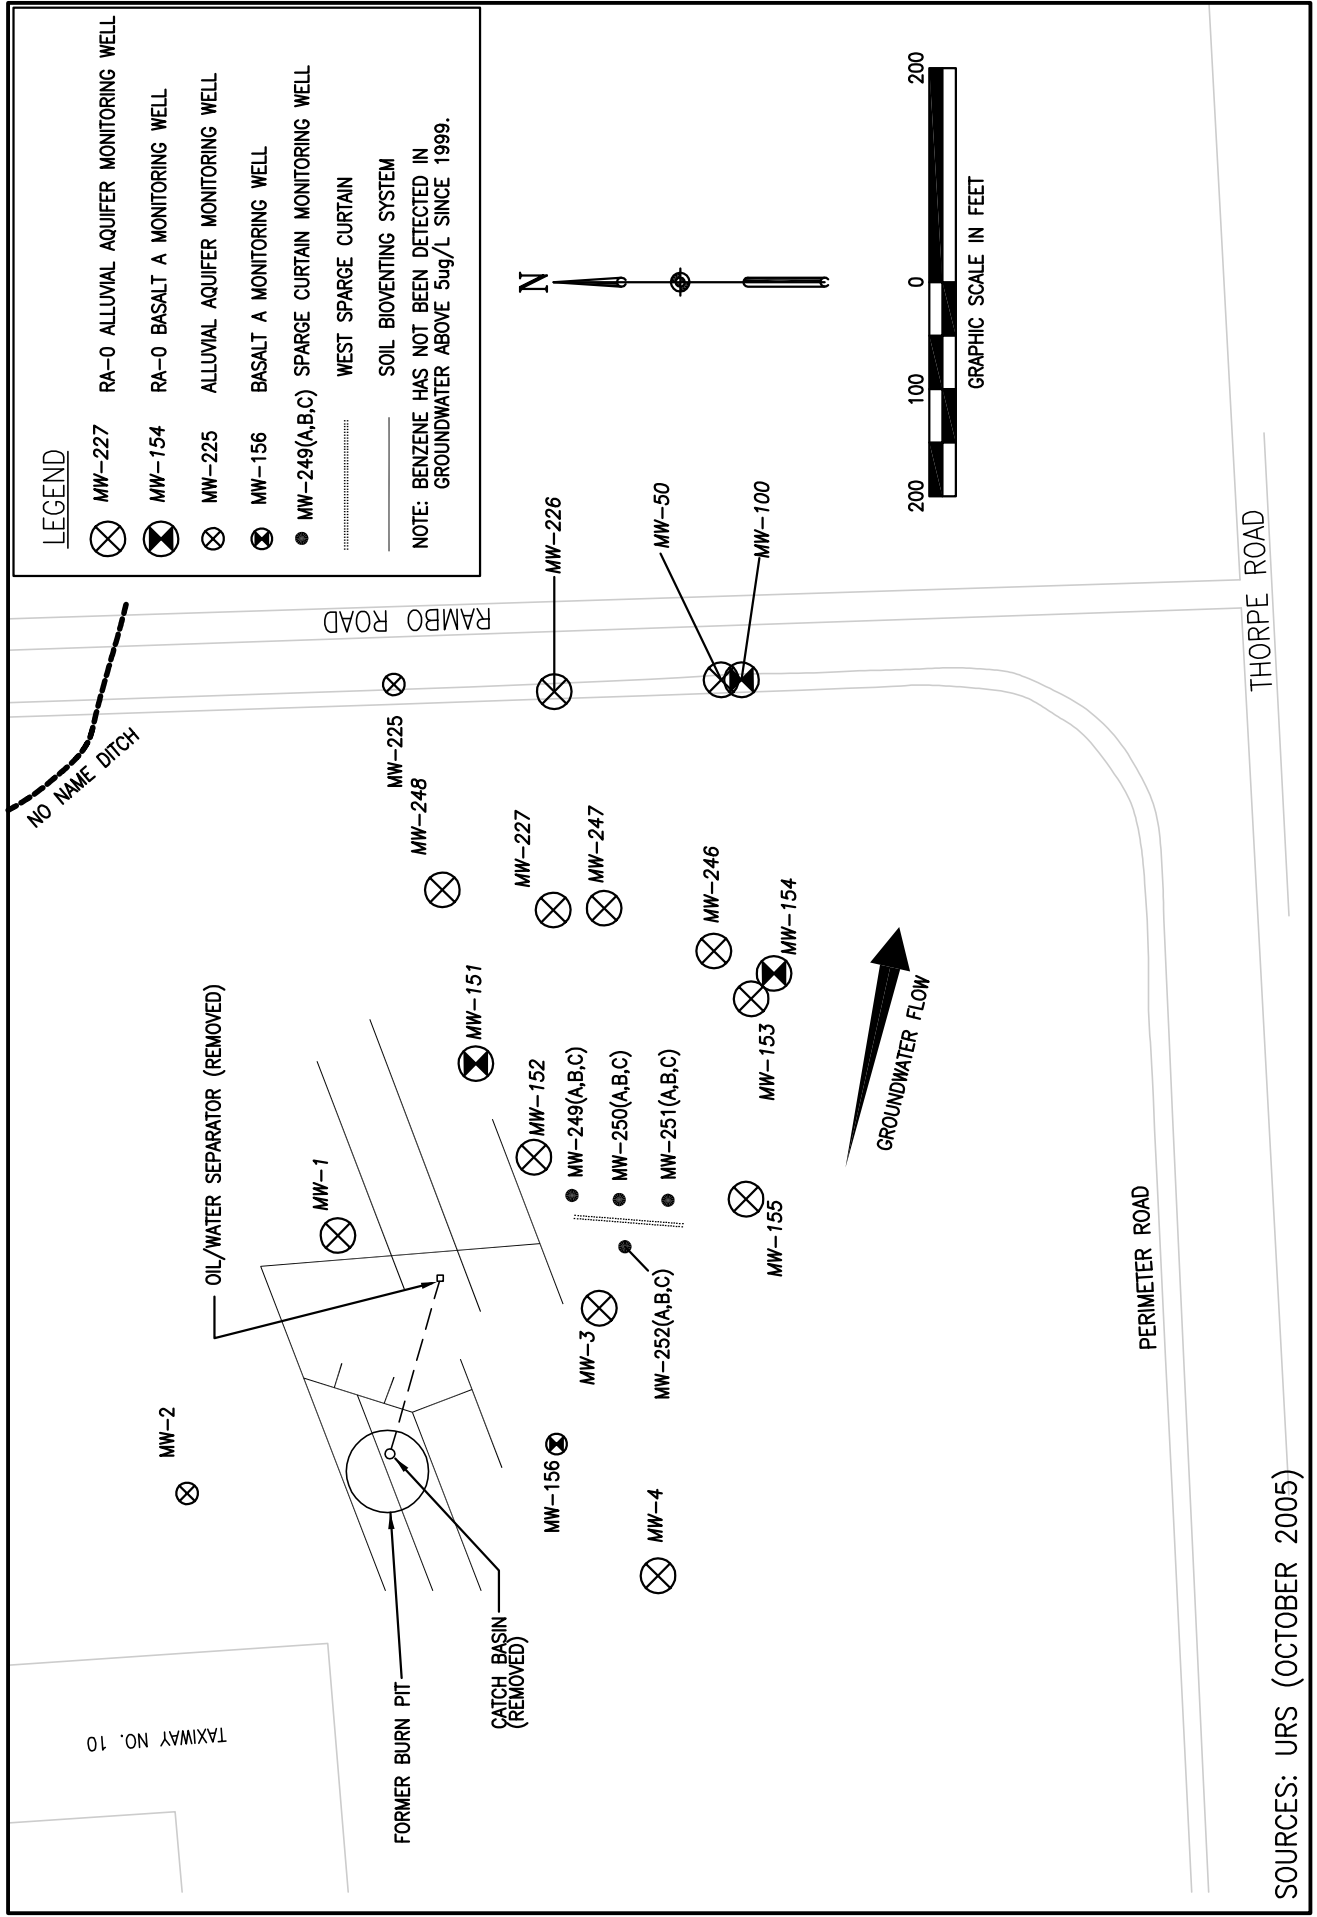 LEGEND
MW-227 RA-O ALLUVIAL AQUIFER MONITORING WELL
MW-154 RA-O BASALT A MONITORING WELL
MW-225 ALLUVIAL AQUIFER MONITORING WELL
MW-156 BASALT A MONITORING WELL
MW-249(A,B,C) SPARGE CURTAIN MONITORING WELL
WEST SPARGE CURTAIN
SOIL BIOVENTING SYSTEM
NOTE: BENZENE HAS NOT BEEN DETECTED IN
GROUNDWATER ABOVE 5ug/L SINCE 1999.
N
200
100
0
200
GRAPHIC SCALE IN FEET
NO NAME DITCH
RAMBO ROAD
MW-225
MW-248
MW-226
MW-50
MW-100
MW-227
MW-247
MW-246
MW-154
MW-153
THORPE ROAD
OIL/WATER SEPARATOR (REMOVED)
MW-1
MW-151
MW-152
MW-249(A,B,C)
MW-250(A,B,C)
MW-251(A,B,C)
MW-155
GROUNDWATER FLOW
PERIMETER ROAD
MW-2
MW-3
MW-252(A,B,C)
MW-156
MW-4
CATCH BASIN
(REMOVED)
FORMER BURN PIT
TAXIWAY NO. 10
SOURCES: URS (OCTOBER 2005)